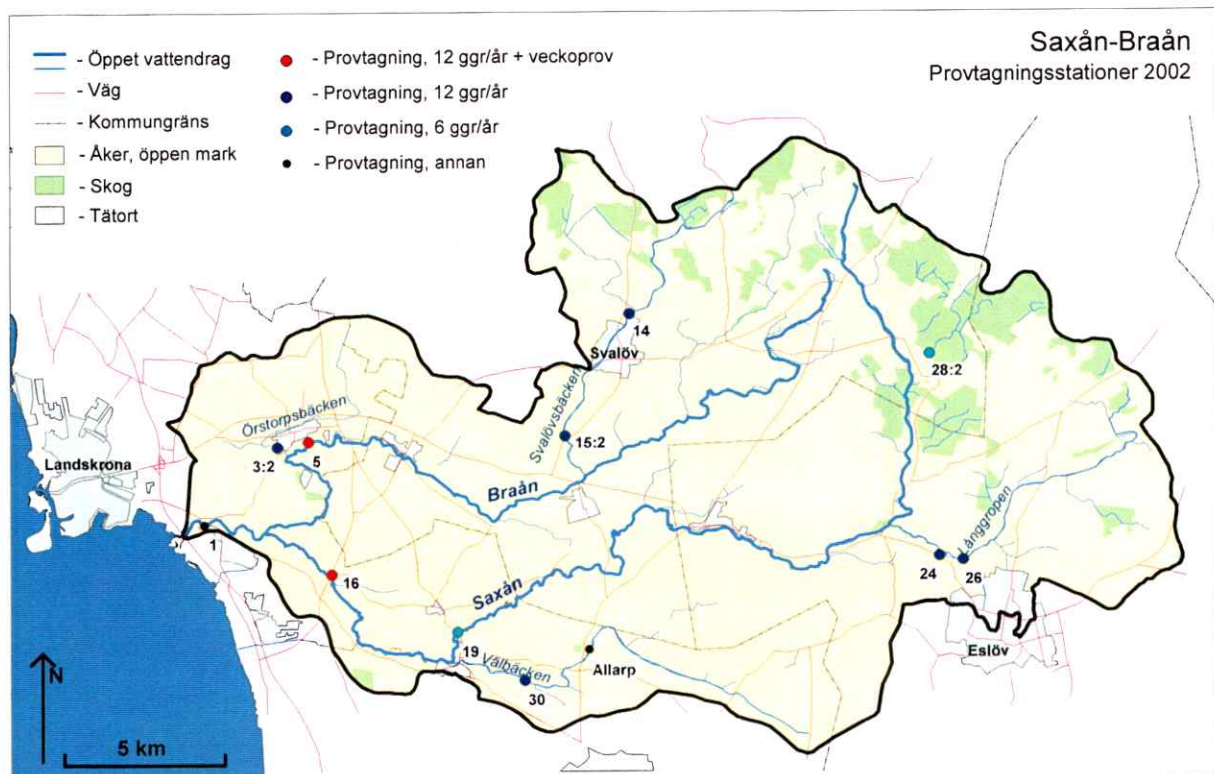 Saxån-Braån
Provtagningsstationer 2002
- Öppet vattendrag
- Väg
- Kommungräns
- Åker, öppen mark
- Skog
- Tätort
- Provtagning, 12 ggr/år + veckoprov
- Provtagning, 12 ggr/år
- Provtagning, 6 ggr/år
- Provtagning, annan
14
Svalöv
28:2
Svalövsbäcken
Örstorpsbäcken
15:2
3:2
5
Landskrona
Braån
Långgropen
1
24
26
16
Saxån
19
Välbäcken
Allarp
Eslöv
30
N
5 km